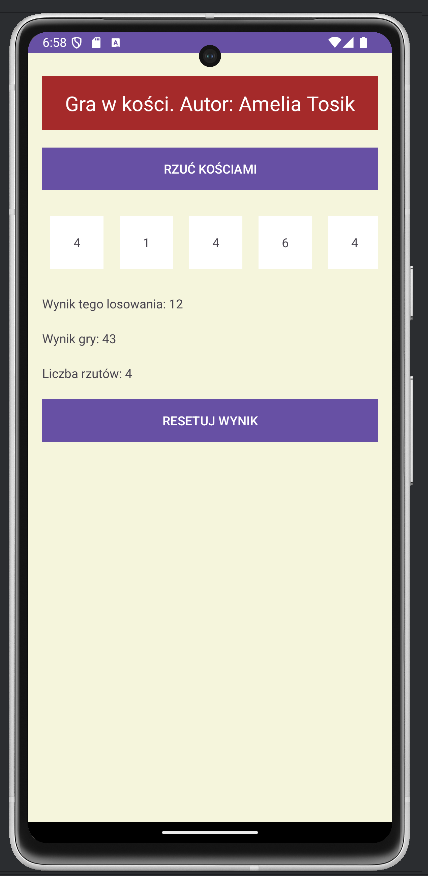 6:58
Gra w kości. Autor: Amelia Tosik
RZUĆ KOŚCIAMI
4 1 4 6 4
Wynik tego losowania: 12
Wynik gry: 43
Liczba rzutów: 4
RESETUJ WYNIK